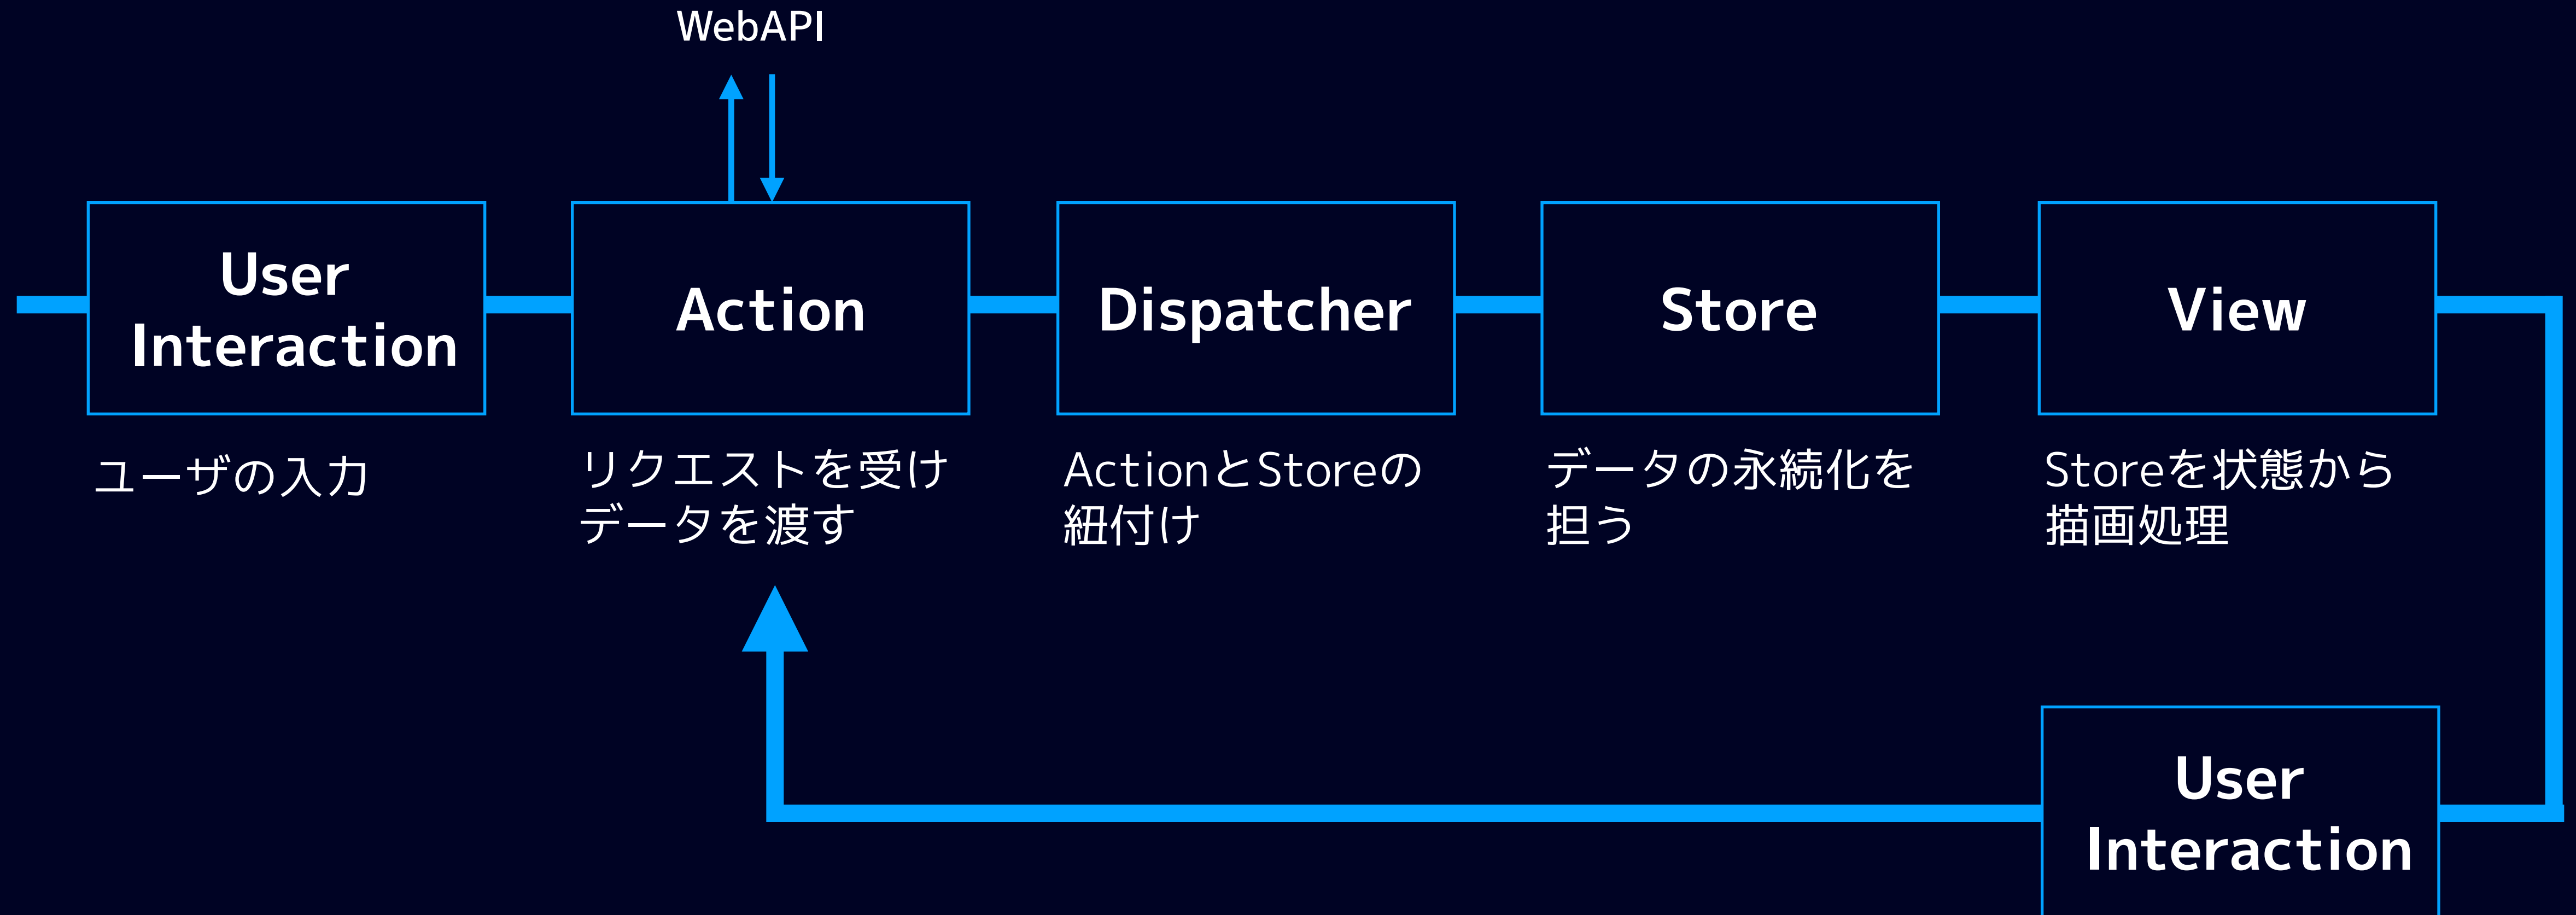 WebAPI
User
Interaction
Action
Dispatcher
Store
View
ユーザの入力
リクエストを受け
データを渡す
ActionとStoreの
紐付け
データの永続化を
担う
Storeを状態から
描画処理
User
Interaction